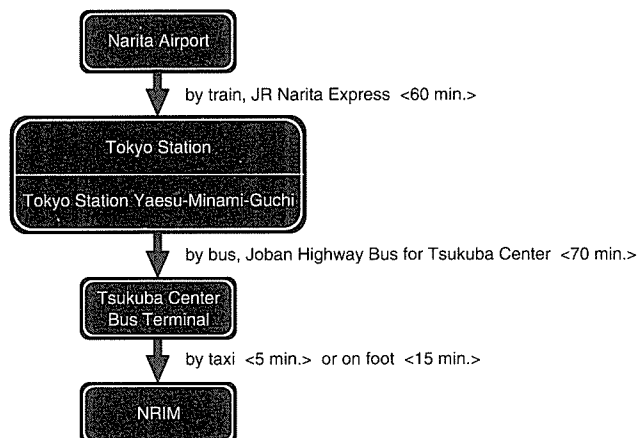 Narita Airport
by train, JR Narita Express <60 min.>
Tokyo Station
Tokyo Station Yaesu-Minami-Guchi
by bus, Joban Highway Bus for Tsukuba Center <70 min.>
Tsukuba Center
Bus Terminal
by taxi <5 min.> or on foot <15 min.>
NRIM